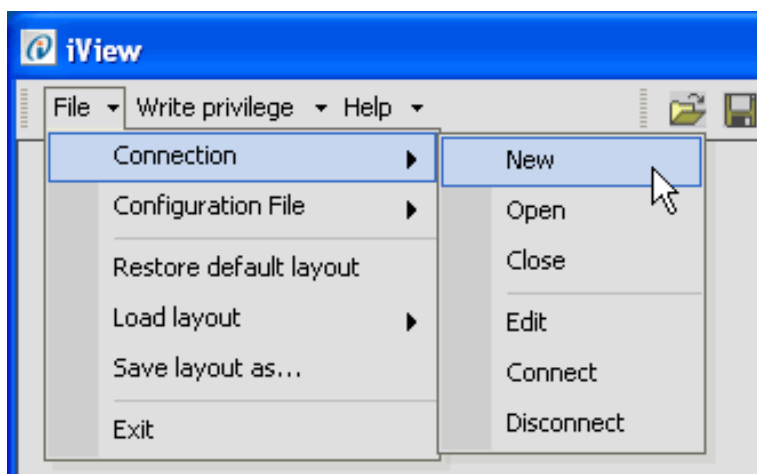 iView
File Write privilege Help
Connection
Configuration File
Restore default layout
Load layout
Save layout as...
Exit
New
Open
Close
Edit
Connect
Disconnect